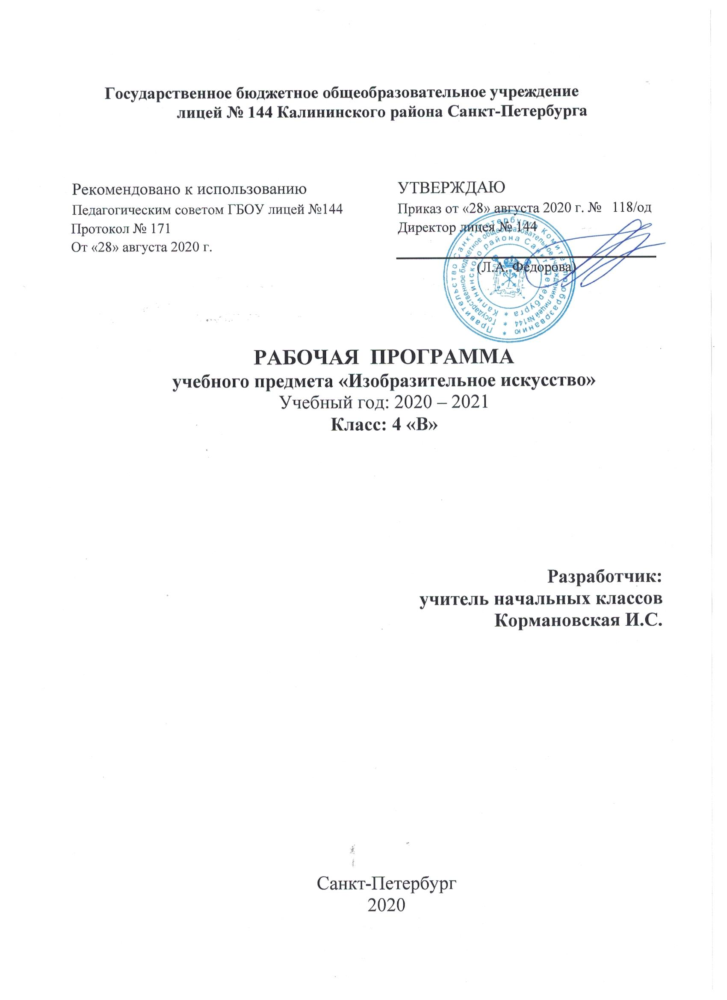 Государственное бюджетное общеобразовательное учреждение
лицей № 144 Калининского района Санкт-Петербурга
Рекомендовано к использованию
Педагогическим советом ГБОУ лицей №144
Протокол № 171
От «28» августа 2020 г.
УТВЕРЖДАЮ
Приказ от «28» августа 2020 г. № 118/од
Директор лицея № 144
(Л.А. Федорова)
Правительство Санкт-Петербурга Комитет по образованию *
Государственное бюджетное общеобразовательное учреждение лицей №144 *
Калининского района Санкт-Петербурга *
РАБОЧАЯ ПРОГРАММА
учебного предмета «Изобразительное искусство»
Учебный год: 2020 – 2021
Класс: 4 «В»
Разработчик:
учитель начальных классов
Кормановская И.С.
Санкт-Петербург
2020